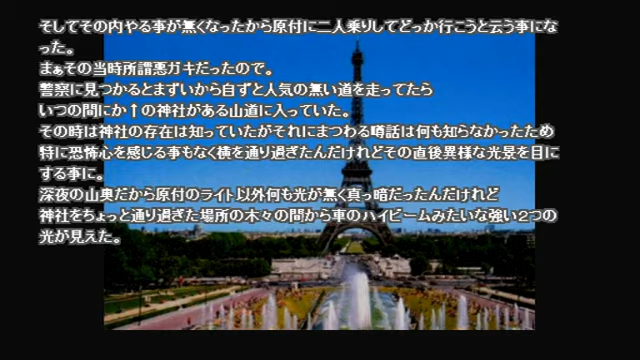 そしてその内やる事が無くなったから原付に二人乗りしてどっか行こうと云う事にな
った。
まぁその当時所謂悪ガキだったので。
警察に見つかるとまずいから自ずと人気の無い道を走ってたら
いつの間にか↑の神社がある山道に入っていた。
その時は神社の存在は知っていたがそれにまつわる噂話は何も知らなかったため
特に恐怖心を感じる事もなく横を通り過ぎたんだけれどその直後異様な光景を目に
する事に。
深夜の山奥だから原付のライト以外何も光が無く真っ暗だったんだけれど
神社をちょっと通り過ぎた場所の木々の間から車のハイビームみたいな強い2つの
光が見えた。